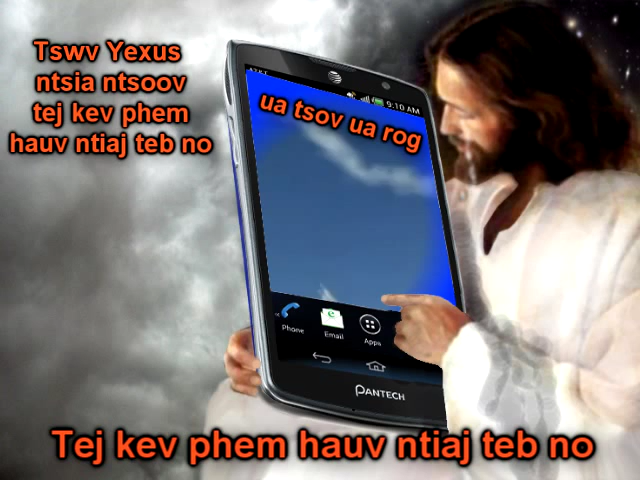 Tswv Yexus
ntsia ntsoov
tej kev phem
hauv ntiaj teb no
AT&T
9:10 AM
ua tsov ua rog
Phone
Email
Apps
PANTECH
Tej kev phem hauv ntiaj teb no